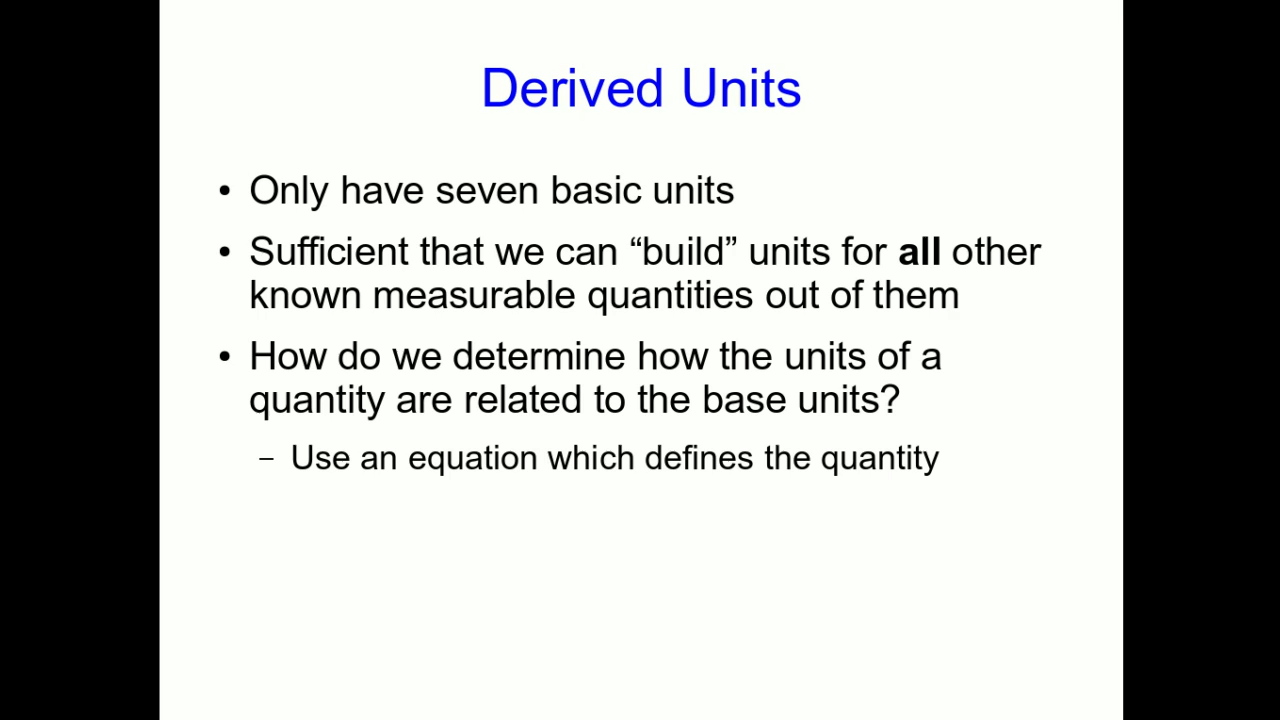 Derived Units
• Only have seven basic units
• Sufficient that we can “build” units for all other
known measurable quantities out of them
• How do we determine how the units of a
quantity are related to the base units?
– Use an equation which defines the quantity